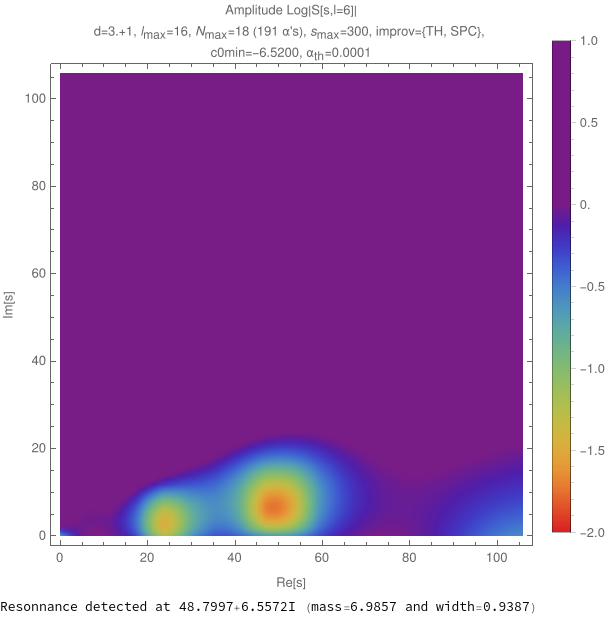 Amplitude Log|S[s,l=6]|
d=3.+1, lmax=16, Nmax=18 (191 α's), smax=300, improv={TH, SPC},
c0min=−6.5200, αth=0.0001
1.0
0.5
0.
−0.5
−1.0
−1.5
−2.0
100
80
60
40
20
0
Im[s]
0 20 40 60 80 100
Re[s]
Resonnance detected at 48.7997+6.5572I (mass=6.9857 and width=0.9387)